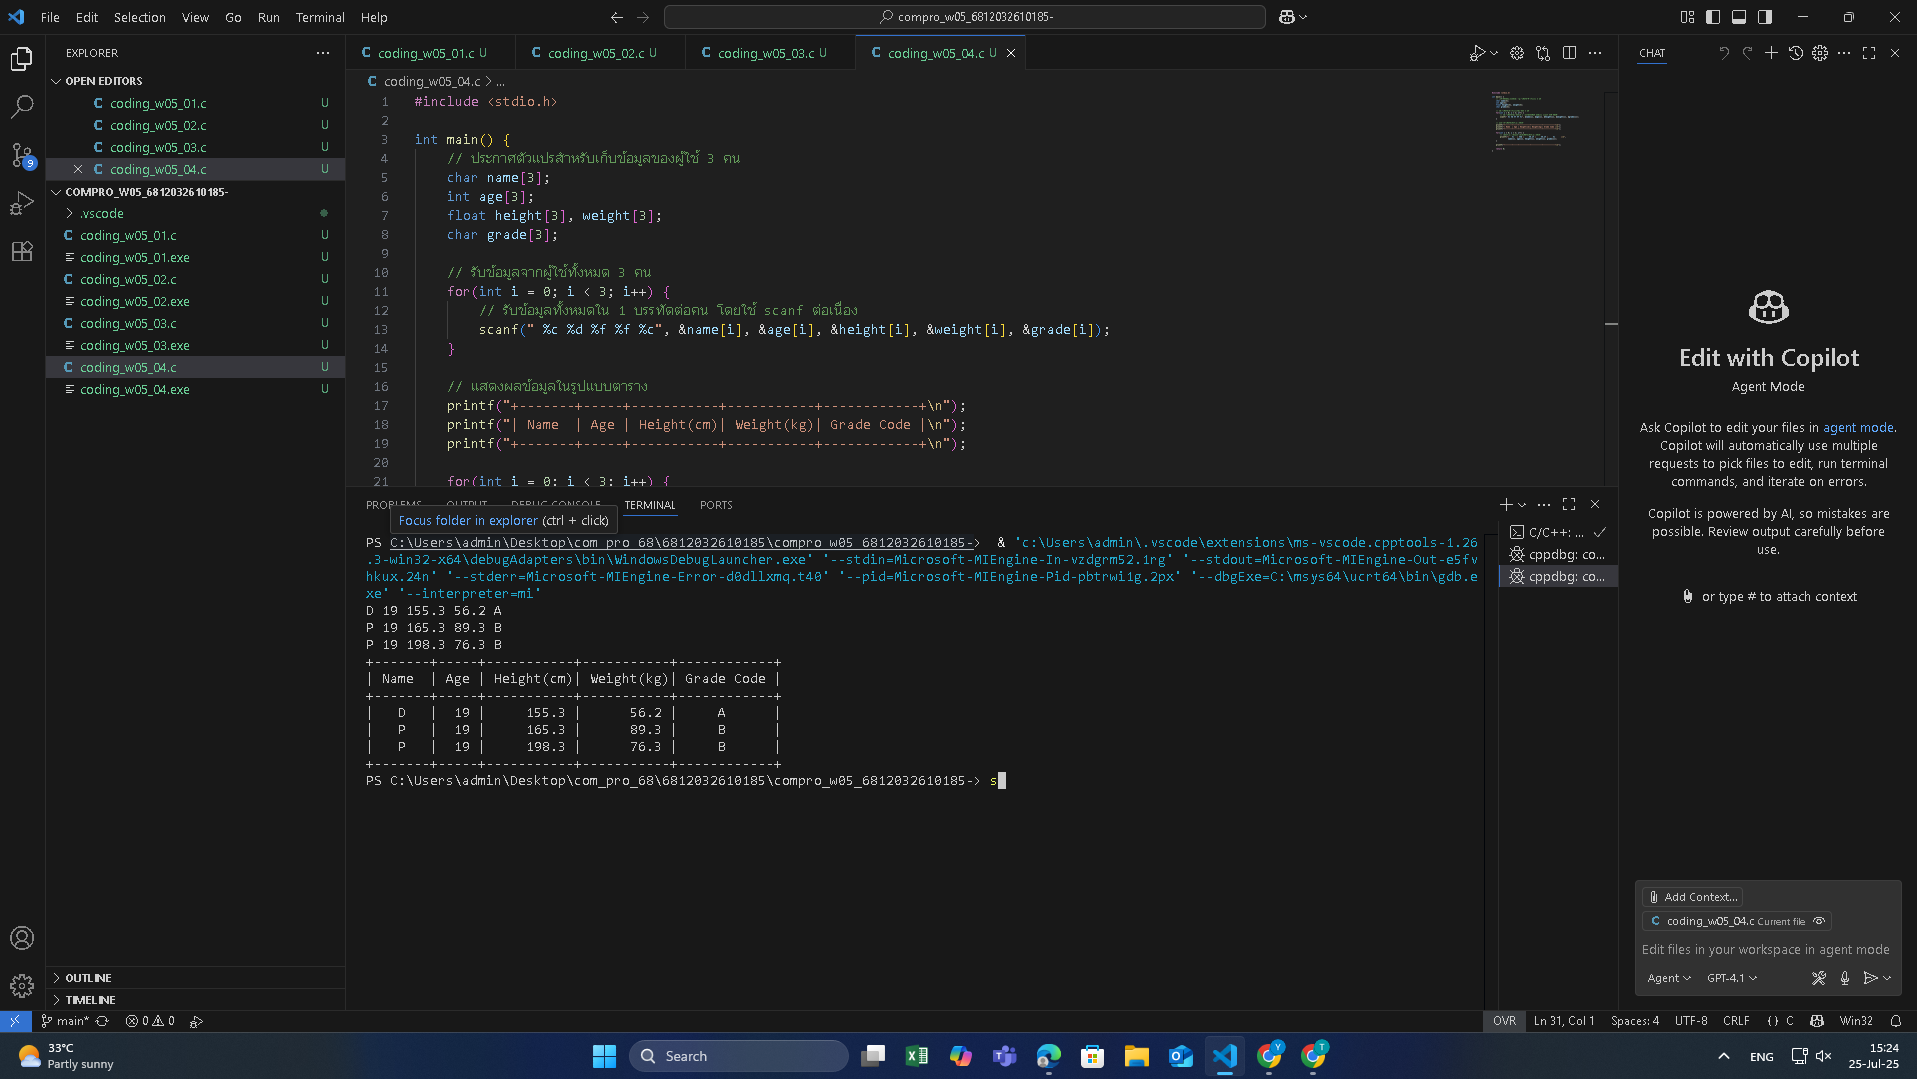 File Edit Selection View Go Run Terminal Help
compro_w05_6812032610185-
EXPLORER
OPEN EDITORS
coding_w05_01.c U
coding_w05_02.c U
coding_w05_03.c U
coding_w05_04.c U
COMPRO_W05_6812032610185-
.vscode
coding_w05_01.c U
coding_w05_01.exe U
coding_w05_02.c U
coding_w05_02.exe U
coding_w05_03.c U
coding_w05_03.exe U
coding_w05_04.c U
coding_w05_04.exe U
OUTLINE
TIMELINE
9
C coding_w05_01.c U C coding_w05_02.c U C coding_w05_03.c U C coding_w05_04.c U
C coding_w05_04.c > ...
1 #include <stdio.h>
2
3 int main() {
4 // ประกาศตัวแปรสำหรับเก็บข้อมูลของผู้ใช้ 3 คน
5 char name[3];
6 int age[3];
7 float height[3], weight[3];
8 char grade[3];
9
10 // รับข้อมูลจากผู้ใช้ทั้งหมด 3 คน
11 for(int i = 0; i < 3; i++) {
12 // รับข้อมูลทั้งหมดใน 1 บรรทัดต่อคน โดยใช้ scanf ต่อเนื่อง
13 scanf(" %c %d %f %f %c", &name[i], &age[i], &height[i], &weight[i], &grade[i]);
14 }
15
16 // แสดงผลข้อมูลในรูปแบบตาราง
17 printf("+-------+-----+-----------+-----------+------------+\n");
18 printf("| Name  | Age | Height(cm)| Weight(kg)| Grade Code |\n");
19 printf("+-------+-----+-----------+-----------+------------+\n");
20
21 for(int i = 0; i < 3; i++) {
PROBLEMS OUTPUT DEBUG CONSOLE TERMINAL PORTS
Focus folder in explorer (ctrl + click)
PS C:\Users\admin\Desktop\com_pro_68\6812032610185\compro_w05_6812032610185-> & 'c:\Users\admin\.vscode\extensions\ms-vscode.cpptools-1.26
.3-win32-x64\debugAdapters\bin\WindowsDebugLauncher.exe' '--stdin=Microsoft-MIEngine-In-vzdgrm52.1rg' '--stdout=Microsoft-MIEngine-Out-e5fv
hkux.24n' '--stderr=Microsoft-MIEngine-Error-d0dllxmq.t40' '--pid=Microsoft-MIEngine-Pid-pbtrwi1g.2px' '--dbgExe=C:\msys64\ucrt64\bin\gdb.e
xe' '--interpreter=mi'
D 19 155.3 56.2 A
P 19 165.3 89.3 B
P 19 198.3 76.3 B
+-------+-----+-----------+-----------+------------+
| Name  | Age | Height(cm)| Weight(kg)| Grade Code |
+-------+-----+-----------+-----------+------------+
|   D   |  19 |     155.3 |      56.2 |     A      |
|   P   |  19 |     165.3 |      89.3 |     B      |
|   P   |  19 |     198.3 |      76.3 |     B      |
+-------+-----+-----------+-----------+------------+
PS C:\Users\admin\Desktop\com_pro_68\6812032610185\compro_w05_6812032610185-> s
C/C++: ...
cppdbg: co...
cppdbg: co...
CHAT
Edit with Copilot
Agent Mode
Ask Copilot to edit your files in agent mode.
Copilot will automatically use multiple
requests to pick files to edit, run terminal
commands, and iterate on errors.
Copilot is powered by AI, so mistakes are
possible. Review output carefully before
use.
or type # to attach context
Add Context...
C coding_w05_04.c Current file
Edit files in your workspace in agent mode
Agent GPT-4.1
main* 0 0
OVR Ln 31, Col 1 Spaces: 4 UTF-8 CRLF {} C Win32
33°C
Partly sunny
Search
Y
T
ENG
15:24
25-Jul-25